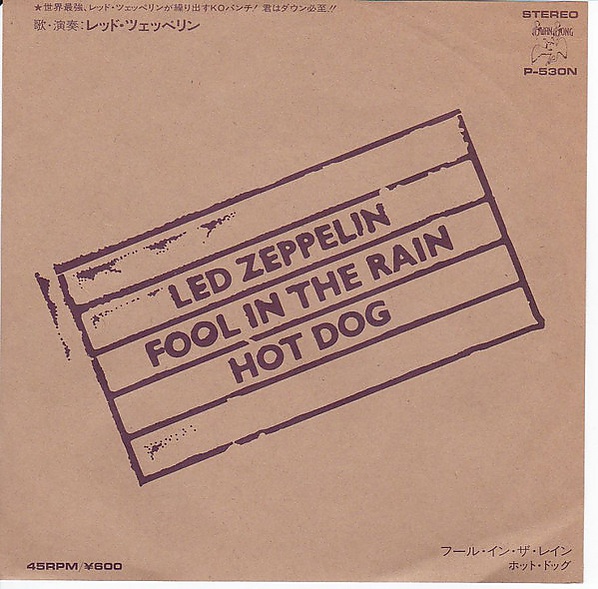 ★世界最強、レッド・ツェッペリンが繰り出すKOパンチ！君はダウン必至!!
歌・演奏：レッド・ツェッペリン
STEREO
SWAN SONG
P-530N
LED ZEPPELIN
FOOL IN THE RAIN
HOT DOG
フール・イン・ザ・レイン
ホット・ドッグ
45RPM/¥600